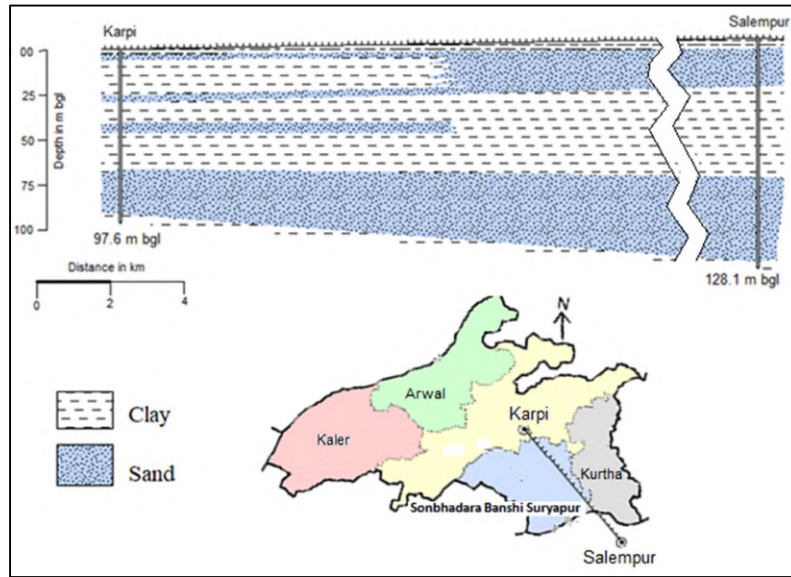 Karpi
Salempur
00
25
50
75
100
Depth in m bgl
97.6 m bgl
128.1 m bgl
Distance in km
0
2
4
N
Clay
Sand
Arwal
Karpi
Kaler
Kurtha
Sonbhadara Banshi Suryapur
Salempur